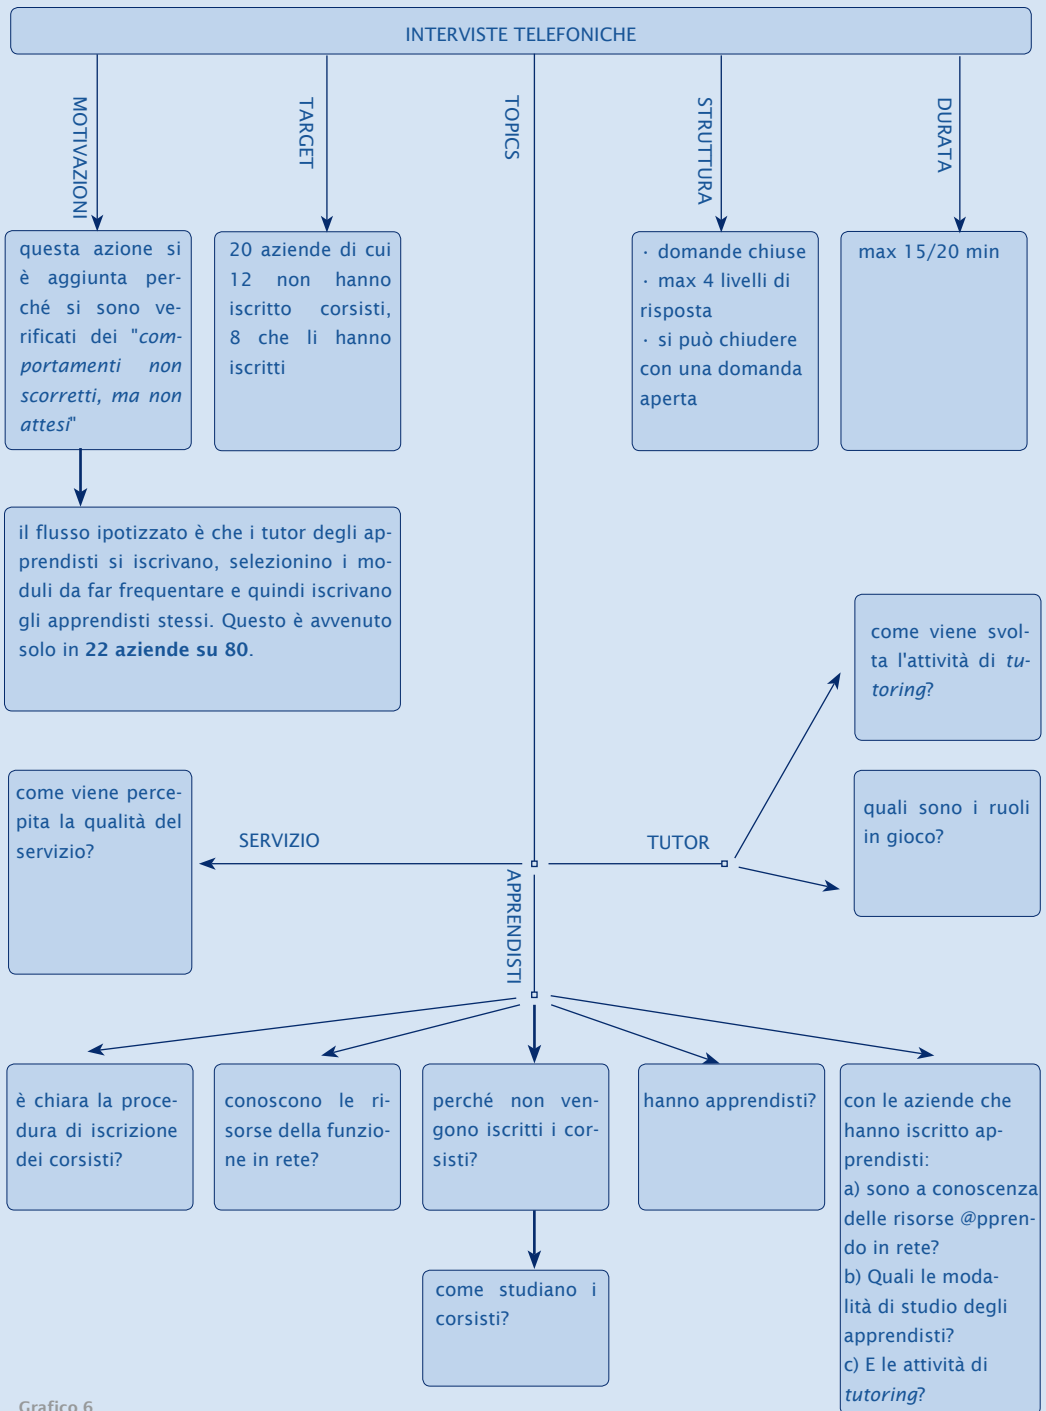 INTERVISTE TELEFONICHE
MOTIVAZIONI
TARGET
TOPICS
STRUTTURA
DURATA
questa azione si
è aggiunta per-
ché si sono ve-
rificati dei "com-
portamenti non
scorretti, ma non
attesi"
20 aziende di cui
12 non hanno
iscritto corsisti,
8 che li hanno
iscritti
· domande chiuse
· max 4 livelli di
risposta
· si può chiudere
con una domanda
aperta
max 15/20 min
il flusso ipotizzato è che i tutor degli ap-
prendisti si iscrivano, selezionino i mo-
duli da far frequentare e quindi iscrivano
gli apprendisti stessi. Questo è avvenuto
solo in 22 aziende su 80.
come viene svol-
ta l'attività di tu-
toring?
come viene perce-
pita la qualità del
servizio?
SERVIZIO
TUTOR
quali sono i ruoli
in gioco?
APPRENDISTI
è chiara la proce-
dura di iscrizione
dei corsisti?
conoscono le ri-
sorse della funzio-
ne in rete?
perché non ven-
gono iscritti i cor-
sisti?
hanno apprendisti?
con le aziende che
hanno iscritto ap-
prendisti:
a) sono a conoscenza
delle risorse @ppren-
do in rete?
b) Quali le moda-
lità di studio degli
apprendisti?
c) E le attività di
tutoring?
come studiano i
corsisti?
Grafico 6